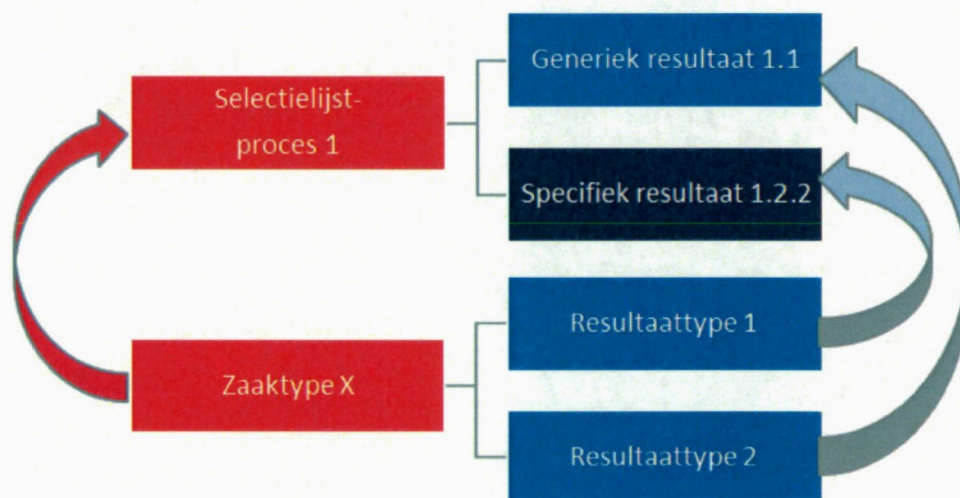 Generiek resultaat 1.1
Selectielijst-
proces 1
Specifiek resultaat 1.2.2
Resultaattype 1
Zaaktype X
Resultaattype 2